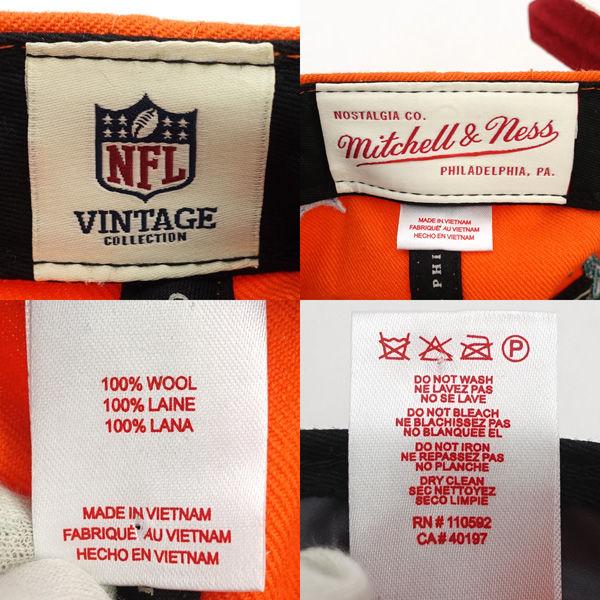 NFL
VINTAGE
COLLECTION
NOSTALGIA CO.
Mitchell & Ness
PHILADELPHIA, PA.
MADE IN VIETNAM
FABRIQUÉ AU VIETNAM
HECHO EN VIETNAM
PHI
100% WOOL
100% LAINE
100% LANA
MADE IN VIETNAM
FABRIQUÉ AU VIETNAM
HECHO EN VIETNAM
P
DO NOT WASH
NE LAVEZ PAS
NO SE LAVE
DO NOT BLEACH
NE BLACHISSEZ PAS
NO BLANQUEE EL
DO NOT IRON
NE REPASSEZ PAS
NO PLANCHE
DRY CLEAN
SEC NETTOYEZ
SECO LIMPIE
RN# 110592
CA# 40197